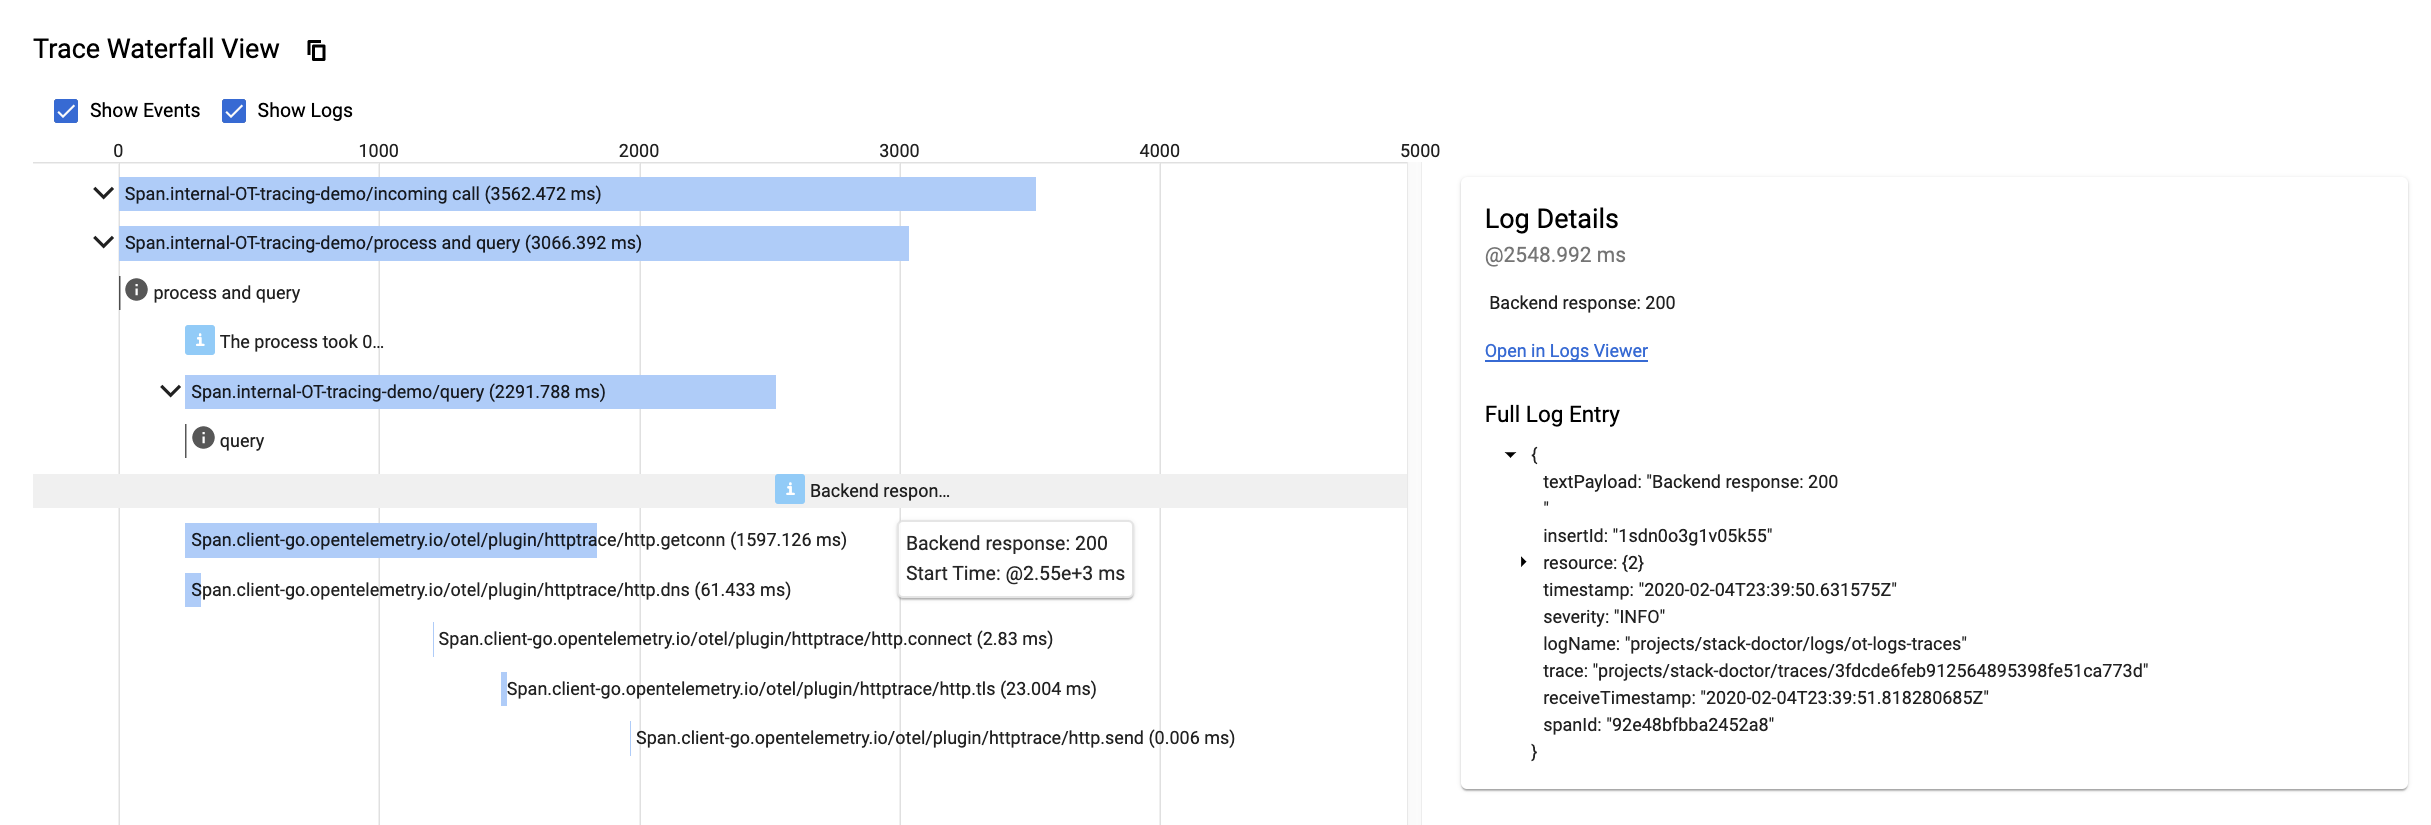 Trace Waterfall View
Show Events Show Logs
0 1000 2000 3000 4000 5000
Span.internal-OT-tracing-demo/incoming call (3562.472 ms)
Span.internal-OT-tracing-demo/process and query (3066.392 ms)
process and query
The process took 0...
Span.internal-OT-tracing-demo/query (2291.788 ms)
query
Backend respon...
Span.client-go.opentelemetry.io/otel/plugin/httptrace/http.getconn (1597.126 ms)
Span.client-go.opentelemetry.io/otel/plugin/httptrace/http.dns (61.433 ms)
Span.client-go.opentelemetry.io/otel/plugin/httptrace/http.connect (2.83 ms)
Span.client-go.opentelemetry.io/otel/plugin/httptrace/http.tls (23.004 ms)
Span.client-go.opentelemetry.io/otel/plugin/httptrace/http.send (0.006 ms)
Backend response: 200
Start Time: @2.55e+3 ms
Log Details
@2548.992 ms
Backend response: 200
Open in Logs Viewer
Full Log Entry
{
textPayload: "Backend response: 200
"
insertId: "1sdn0o3g1v05k55"
resource: {2}
timestamp: "2020-02-04T23:39:50.631575Z"
severity: "INFO"
logName: "projects/stack-doctor/logs/ot-logs-traces"
trace: "projects/stack-doctor/traces/3fdcde6feb912564895398fe51ca773d"
receiveTimestamp: "2020-02-04T23:39:51.818280685Z"
spanId: "92e48bfbba2452a8"
}